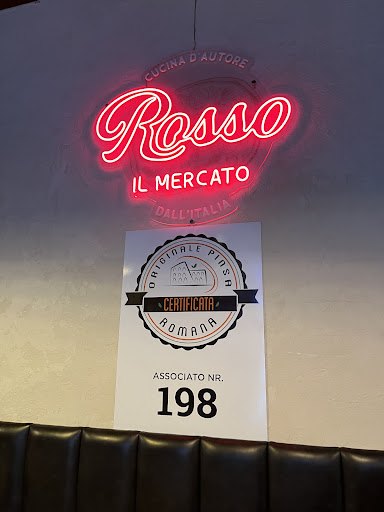 CUCINA D'AUTORE
Rosso
IL MERCATO
DALL'ITALIA
ORIGINALE PINSA
CERTIFICATA
ROMANA
ASSOCIATO NR.
198